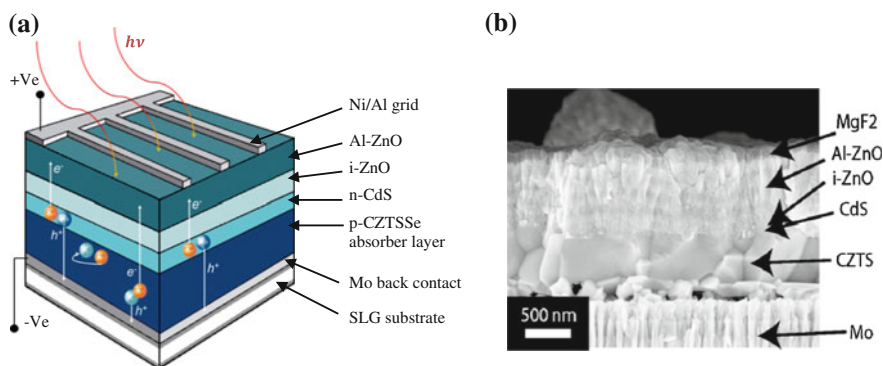 (a)
hν
+Ve
Ni/Al grid
Al-ZnO
i-ZnO
n-CdS
p-CZTSSe
absorber layer
Mo back contact
SLG substrate
-Ve
e⁻
h⁺
e⁻
h⁺
e⁻
h⁺
(b)
MgF2
Al-ZnO
i-ZnO
CdS
CZTS
Mo
500 nm